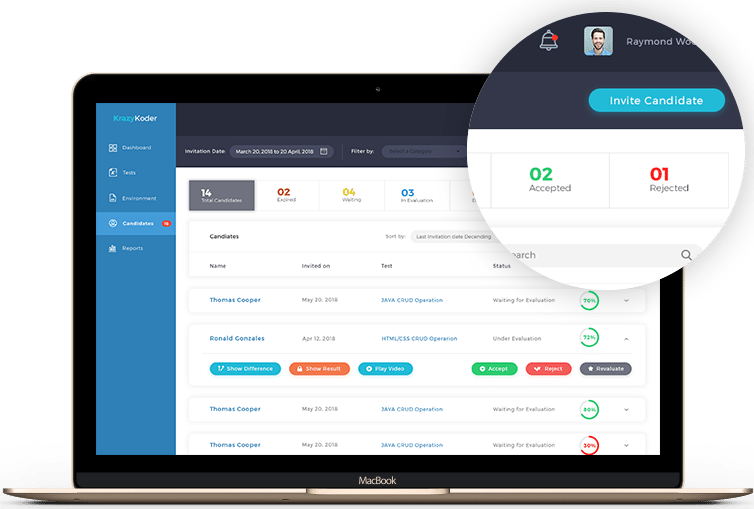 KrazyKoder
Dashboard
Tests
Environment
Candidates 16
Reports
Raymond
Invite Candidate
Invitation Date: March 20, 2018 to 20 April, 2018 Filter by: Select a Category
14
Total Candidates
02
Expired
04
Waiting
03
In Evaluation
02
Accepted
01
Rejected
Candiates Sort by: Last Invitation date Decending
earch
Name Invited on Test Status
Thomas Cooper May 20, 2018 JAVA CRUD Operation Waiting for Evaluation 70%
Ronald Gonzales Apr 12, 2018 HTML/CSS CRUD Operarion Under Evaluation 72%
Show Difference Show Result Play Video Accept Reject Revaluate
Thomas Cooper May 20, 2018 JAVA CRUD Operation Waiting for Evaluation 80%
Thomas Cooper May 20, 2018 JAVA CRUD Operation Waiting for Evaluation 30%
MacBook